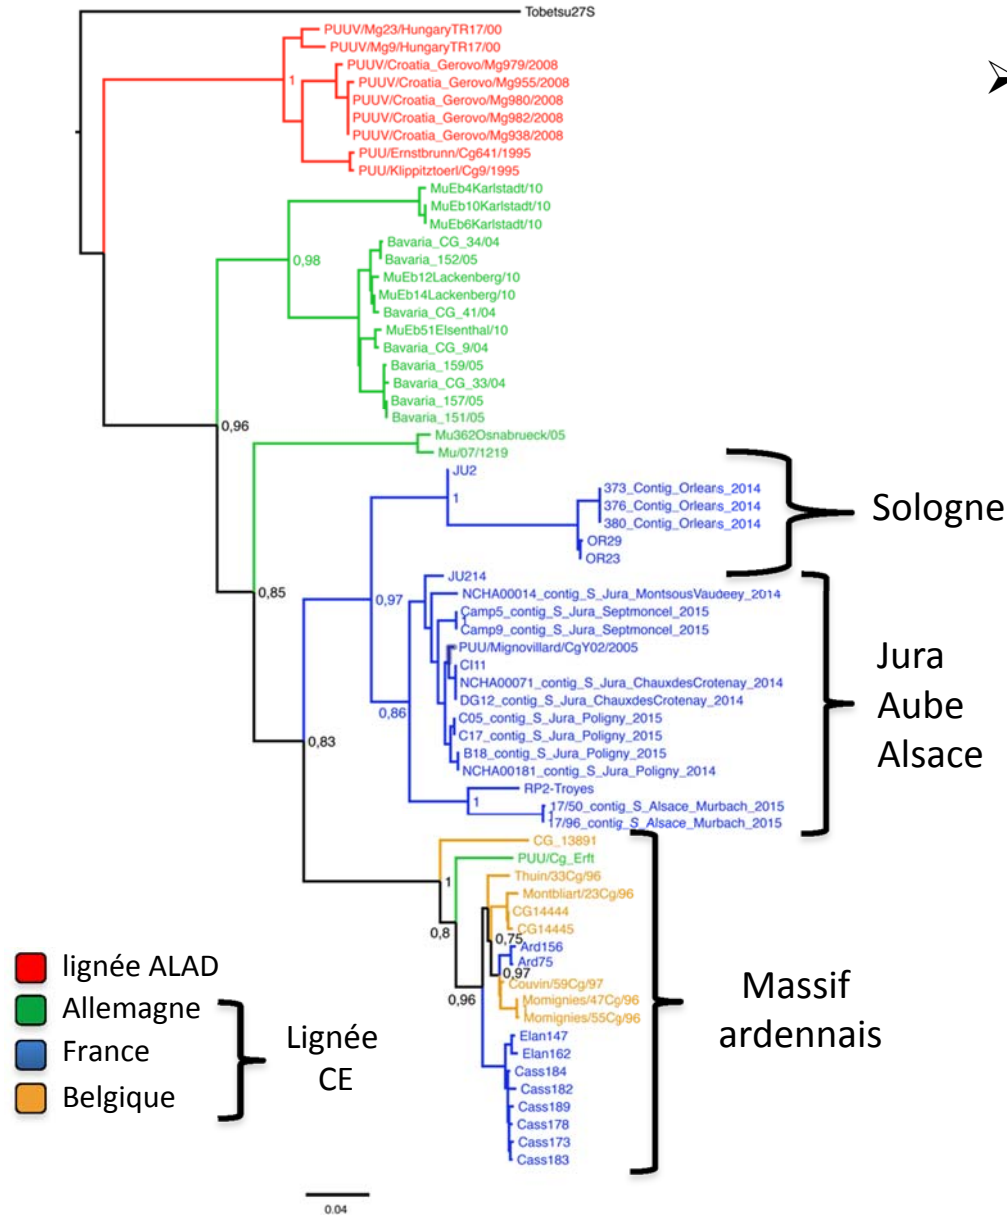 Tobetsu27S
PUUV/Mg23/HungaryTR17/00
PUUV/Mg9/HungaryTR17/00
PUUV/Croatia_Gerovo/Mg979/2008
1
PUUV/Croatia_Gerovo/Mg955/2008
PUUV/Croatia_Gerovo/Mg980/2008
PUUV/Croatia_Gerovo/Mg982/2008
PUUV/Croatia_Gerovo/Mg938/2008
PUU/Ernstbrunn/Cg641/1995
PUU/Klippitztoerl/Cg9/1995
MuEb4Karlstadt/10
MuEb10Karlstadt/10
MuEb6Karlstadt/10
Bavaria_CG_34/04
0,98
Bavaria_152/05
MuEb12Lackenberg/10
MuEb14Lackenberg/10
Bavaria_CG_41/04
MuEb51Elsenthal/10
Bavaria_CG_9/04
Bavaria_159/05
Bavaria_CG_33/04
Bavaria_157/05
Bavaria_151/05
0,96
Mu362Osnabrueck/05
Mu/07/1219
JU2
1
373_Contig_Orleans_2014
376_Contig_Orleans_2014
380_Contig_Orleans_2014
OR29
OR23
Sologne
JU214
0,85
0,97
NCHA00014_contig_S_Jura_MontsousVaudeey_2014
Camp5_contig_S_Jura_Septmoncel_2015
1
Camp9_contig_S_Jura_Septmoncel_2015
PUU/Mignovillard/CgY02/2005
CI11
NCHA00071_contig_S_Jura_ChauxdesCrotenay_2014
DG12_contig_S_Jura_ChauxdesCrotenay_2014
0,86
C05_contig_S_Jura_Poligny_2015
C17_contig_S_Jura_Poligny_2015
0,83
B18_contig_S_Jura_Poligny_2015
NCHA00181_contig_S_Jura_Poligny_2014
Jura
Aube
Alsace
RP2-Troyes
1
17/50_contig_S_Alsace_Murbach_2015
1
17/96_contig_S_Alsace_Murbach_2015
CG_13891
PUU/Cg_Erft
1
Thuin/33Cg/96
Montbliart/23Cg/96
CG14444
CG14445
0,8
0,75
Ard156
Ard75
0,97
Couvin/59Cg/97
0,96
Momignies/47Cg/96
Momignies/55Cg/96
Elan147
Elan162
Cass184
Cass182
Cass189
Cass178
Cass173
Cass183
Massif
ardennais
lignée ALAD
Allemagne
France
Belgique
Lignée
CE
0.04